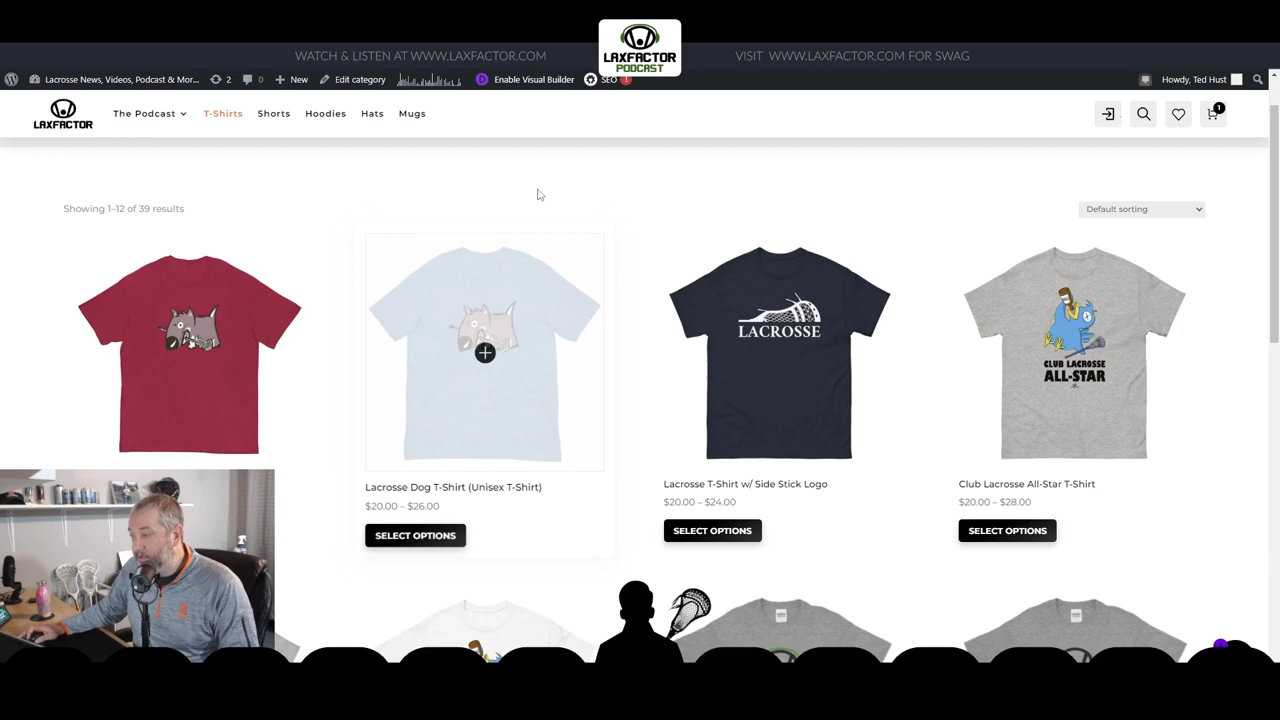 WATCH & LISTEN AT WWW.LAXFACTOR.COM
LAXFACTOR
PODCAST
VISIT WWW.LAXFACTOR.COM FOR SWAG
Lacrosse News, Videos, Podcast & Mor...
2
0
New
Edit category
Enable Visual Builder
SEO
!
Howdy, Ted Hust
LAXFACTOR
The Podcast
T-Shirts
Shorts
Hoodies
Hats
Mugs
1
Showing 1–12 of 39 results
Default sorting
LACROSSE
CLUB LACROSSE
ALL-STAR
Lacrosse Dog T-Shirt (Unisex T-Shirt)
$20.00 – $26.00
SELECT OPTIONS
Lacrosse T-Shirt w/ Side Stick Logo
$20.00 – $24.00
SELECT OPTIONS
Club Lacrosse All-Star T-Shirt
$20.00 – $28.00
SELECT OPTIONS